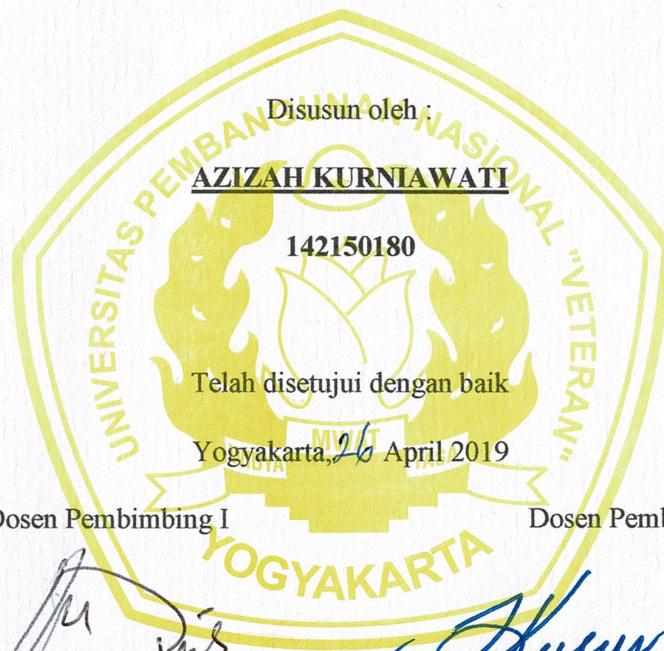 Disusun oleh :
AZIZAH KURNIAWATI
142150180
Telah disetujui dengan baik
Yogyakarta, 26 April 2019
Dosen Pembimbing I
Dosen Pemb
UNIVERSITAS PEMBANGUNAN NASIONAL "VETERAN"
YOGYAKARTA